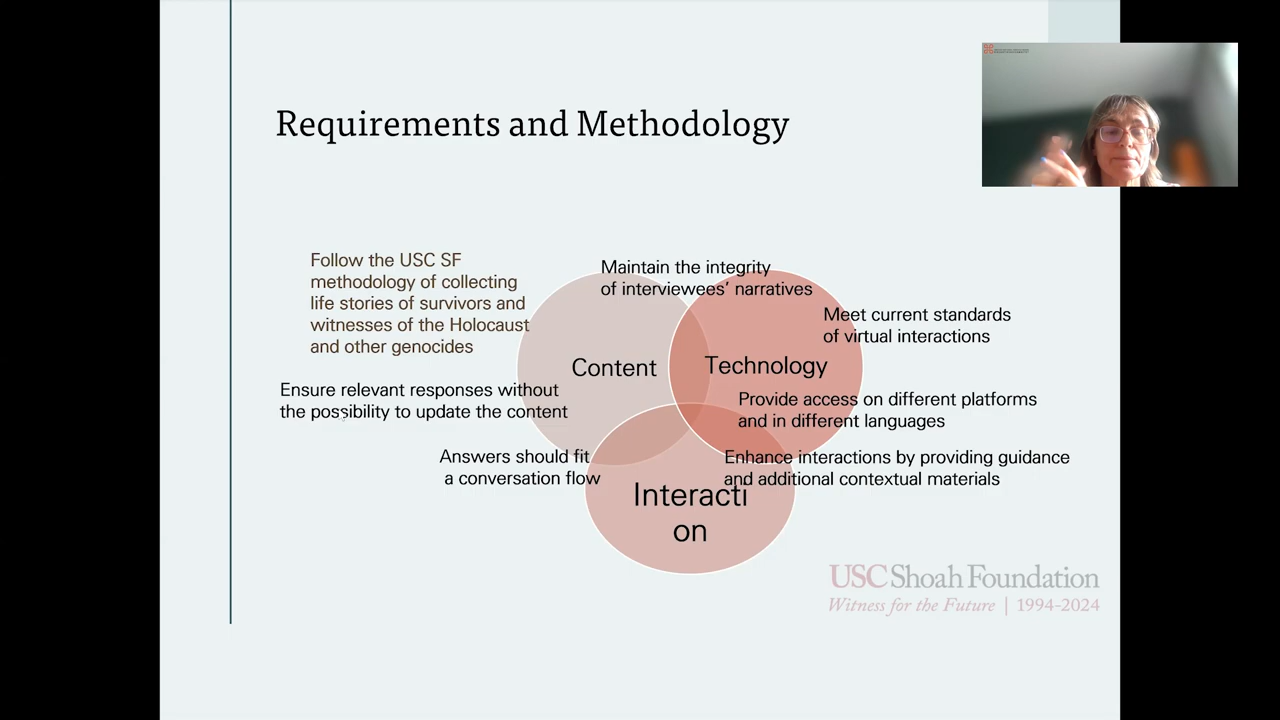 Requirements and Methodology
Follow the USC SF
methodology of collecting
life stories of survivors and
witnesses of the Holocaust
and other genocides
Maintain the integrity
of interviewees’ narratives
Meet current standards
of virtual interactions
Content
Technology
Ensure relevant responses without
the possibility to update the content
Provide access on different platforms
and in different languages
Answers should fit
a conversation flow
Enhance interactions by providing guidance
and additional contextual materials
Interacti
on
USC Shoah Foundation
Witness for the Future | 1994-2024